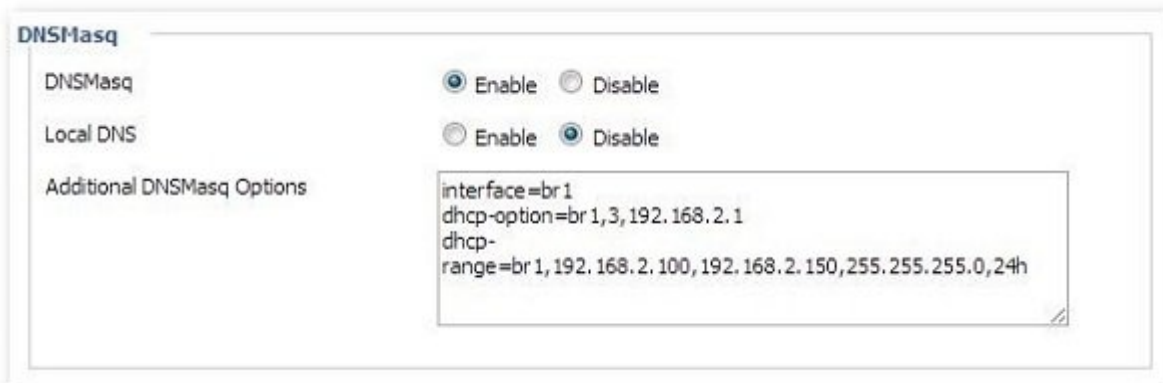 DNSMasq
DNSMasq Enable Disable
Local DNS Enable Disable
Additional DNSMasq Options
interface=br1
dhcp-option=br1,3,192.168.2.1
dhcp-
range=br1,192.168.2.100,192.168.2.150,255.255.255.0,24h